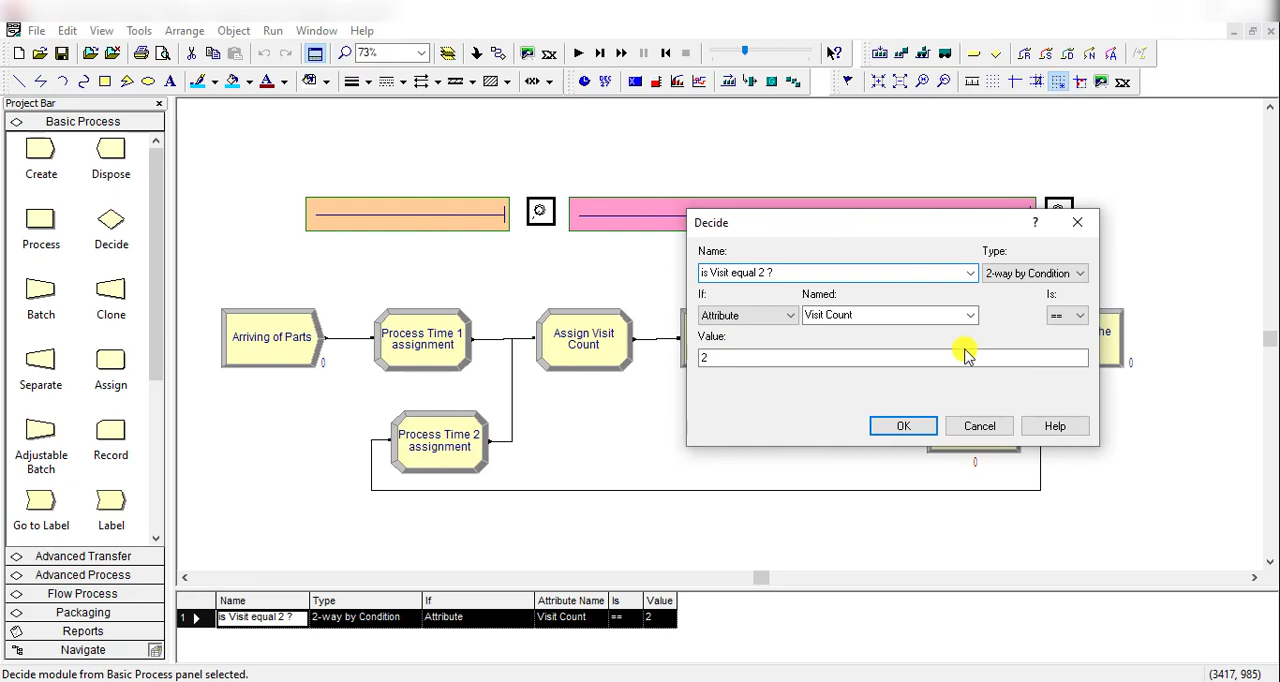 File Edit View Tools Arrange Object Run Window Help
73%
Project Bar
Basic Process
Create Dispose
Process Decide
Batch Clone
Separate Assign
Adjustable
Batch
Record
Go to Label Label
Advanced Transfer
Advanced Process
Flow Process
Packaging
Reports
Navigate
Arriving of Parts
0
Process Time 1
assignment
Assign Visit
Count
Process Time 2
assignment
he
0
0
Decide
? ×
Name:
Type:
is Visit equal 2 ?
2-way by Condition
If:
Named:
Is:
Attribute
Visit Count
==
Value:
2
OK Cancel Help
Name Type If Attribute Name Is Value
1 is Visit equal 2 ? 2-way by Condition Attribute Visit Count == 2
Decide module from Basic Process panel selected.
(3417, 985)